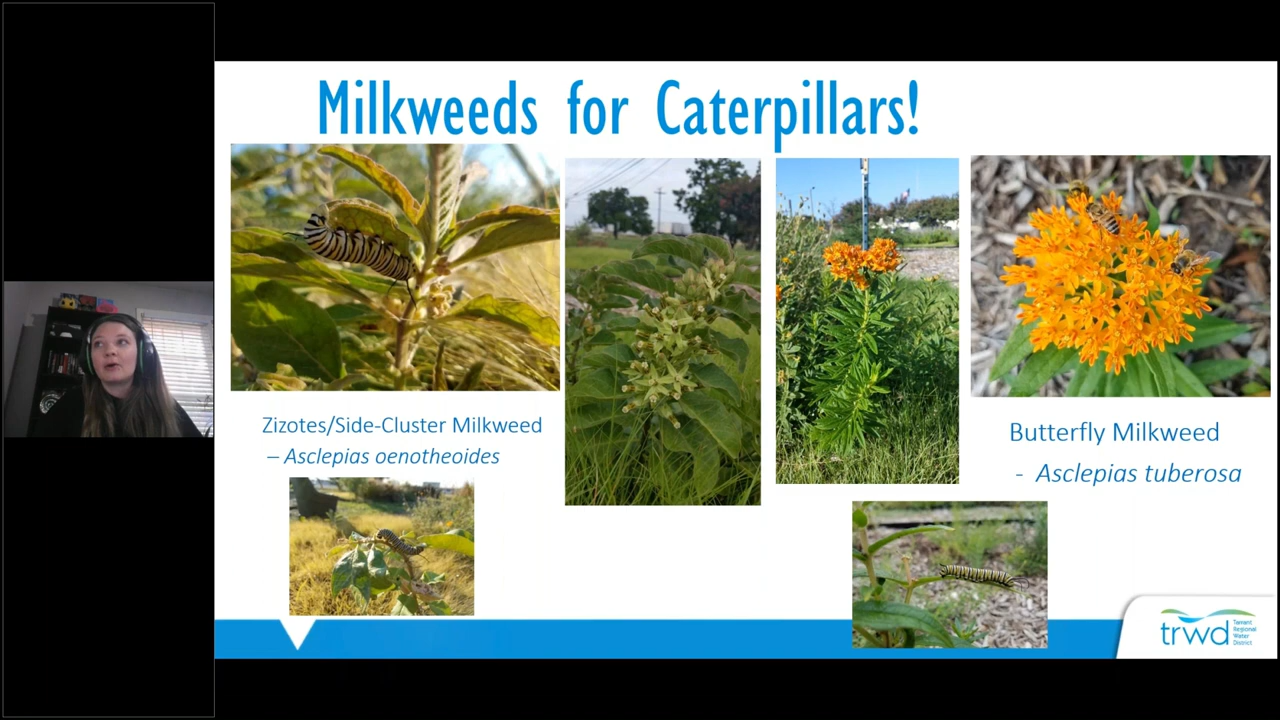 Milkweeds for Caterpillars!
Zizotes/Side-Cluster Milkweed
– Asclepias oenotheoides
Butterfly Milkweed
- Asclepias tuberosa
trwd
Tarrant
Regional
Water
District